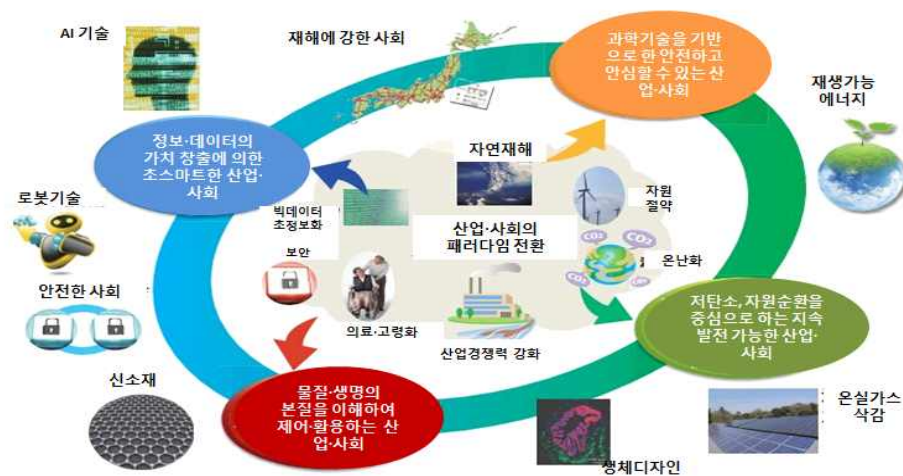 AI 기술
재해에 강한 사회
과학기술을 기반
으로 한 안전하고
안심할 수 있는 산
업·사회
재생가능
에너지
정보·데이터의
가치 창출에 의한
초스마트한 산업·
사회
자연재해
로봇기술
빅데이터
초정보화
산업·사회의
패러다임 전환
자원
절약
보안
CO2
CO2
CO2
온난화
안전한 사회
의료·고령화
산업경쟁력 강화
저탄소, 자원순환을
중심으로 하는 지속
발전 가능한 산업·
사회
신소재
물질·생명의
본질을 이해하여
제어·활용하는 산
업·사회
온실가스
삭감
생체디자인